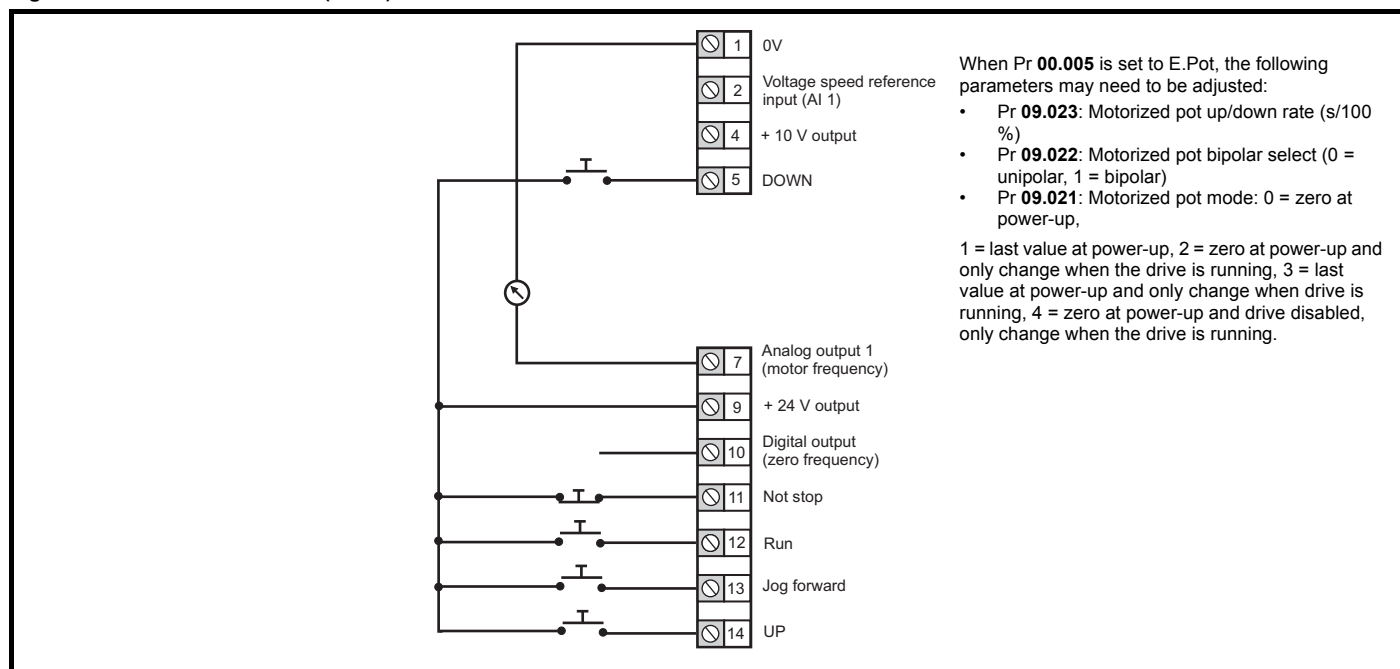 1 0V
2 Voltage speed reference
input (AI 1)
4 + 10 V output
5 DOWN
7 Analog output 1
(motor frequency)
9 + 24 V output
10 Digital output
(zero frequency)
11 Not stop
12 Run
13 Jog forward
14 UP
When Pr 00.005 is set to E.Pot, the following
parameters may need to be adjusted:
• Pr 09.023: Motorized pot up/down rate (s/100
%)
• Pr 09.022: Motorized pot bipolar select (0 =
unipolar, 1 = bipolar)
• Pr 09.021: Motorized pot mode: 0 = zero at
power-up,
1 = last value at power-up, 2 = zero at power-up and
only change when the drive is running, 3 = last
value at power-up and only change when drive is
running, 4 = zero at power-up and drive disabled,
only change when the drive is running.